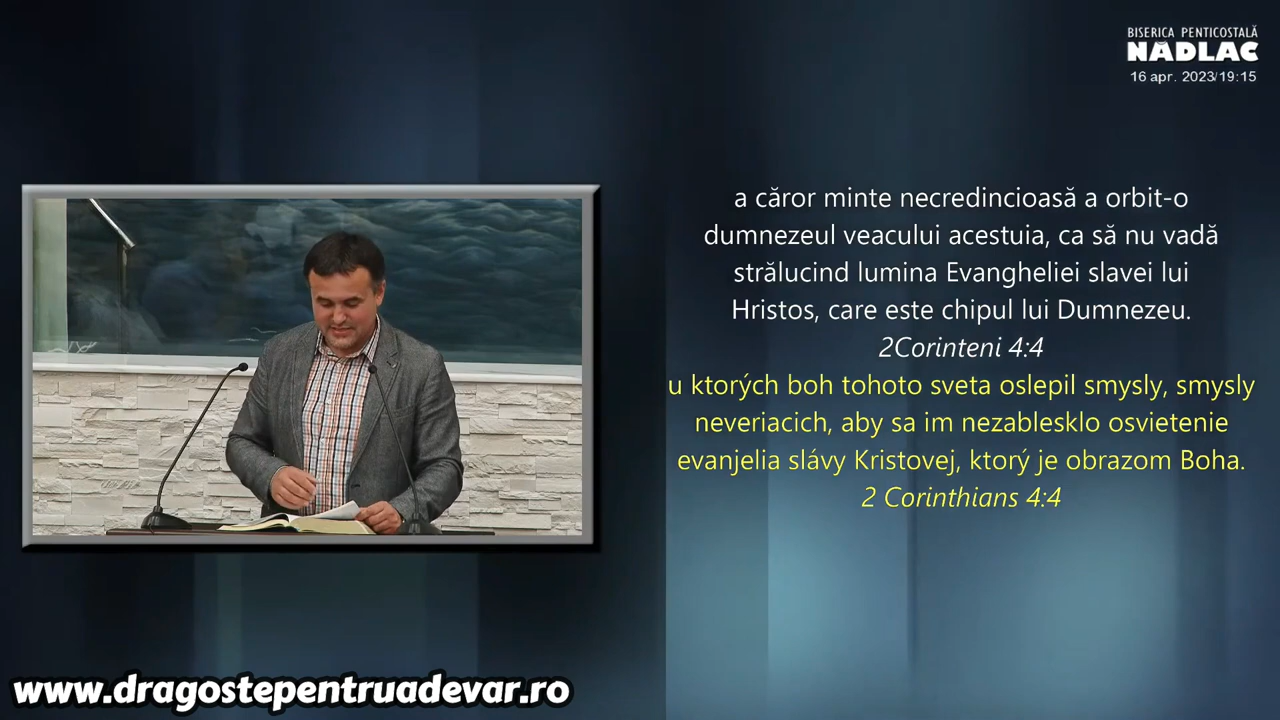 BISERICA PENTICOSTALĂ
NĂDLAC
16 apr. 2023/19:15
a căror minte necredincioasă a orbit-o
dumnezeul veacului acestuia, ca să nu vadă
strălucind lumina Evangheliei slavei lui
Hristos, care este chipul lui Dumnezeu.
2Corinteni 4:4
u ktorých boh tohoto sveta oslepil smysly, smysly
neveriacich, aby sa im nezablesklo osvietenie
evanjelia slávy Kristovej, ktorý je obrazom Boha.
2 Corinthians 4:4
www.dragostepentruadevar.ro